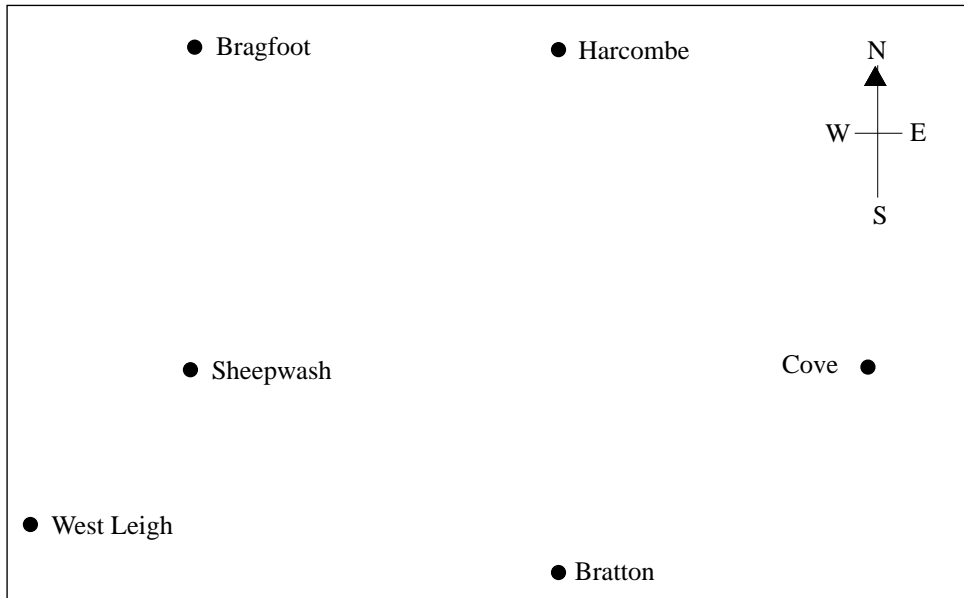 Bragfoot
Harcombe
N
W E
S
Sheepwash
Cove
West Leigh
Bratton